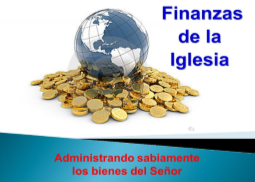 Finanzas
de la
Iglesia
Administrando sabiamente
los bienes del Señor